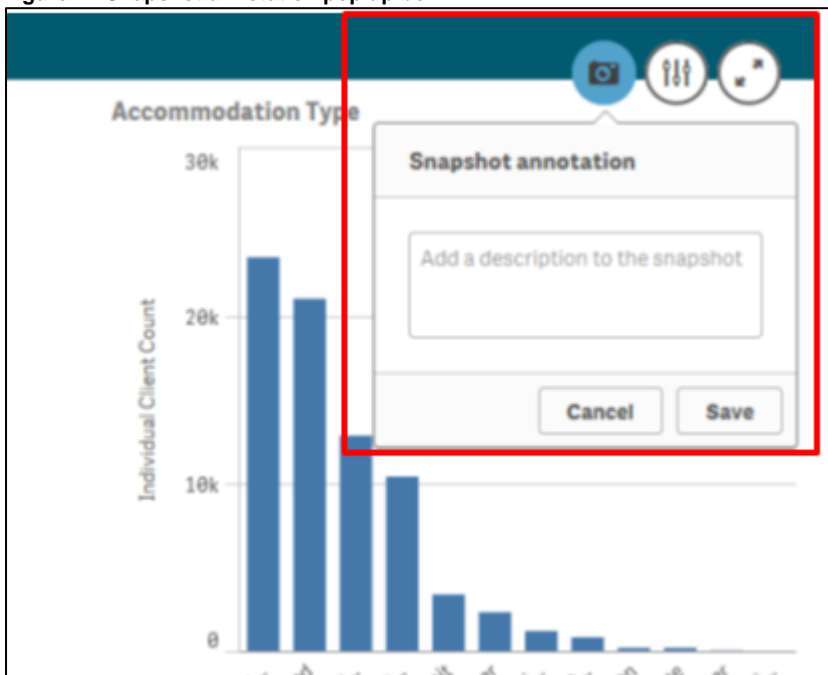 Accommodation Type
Snapshot annotation
Add a description to the snapshot
Cancel
Save
Individual Client Count
30k
20k
10k
0